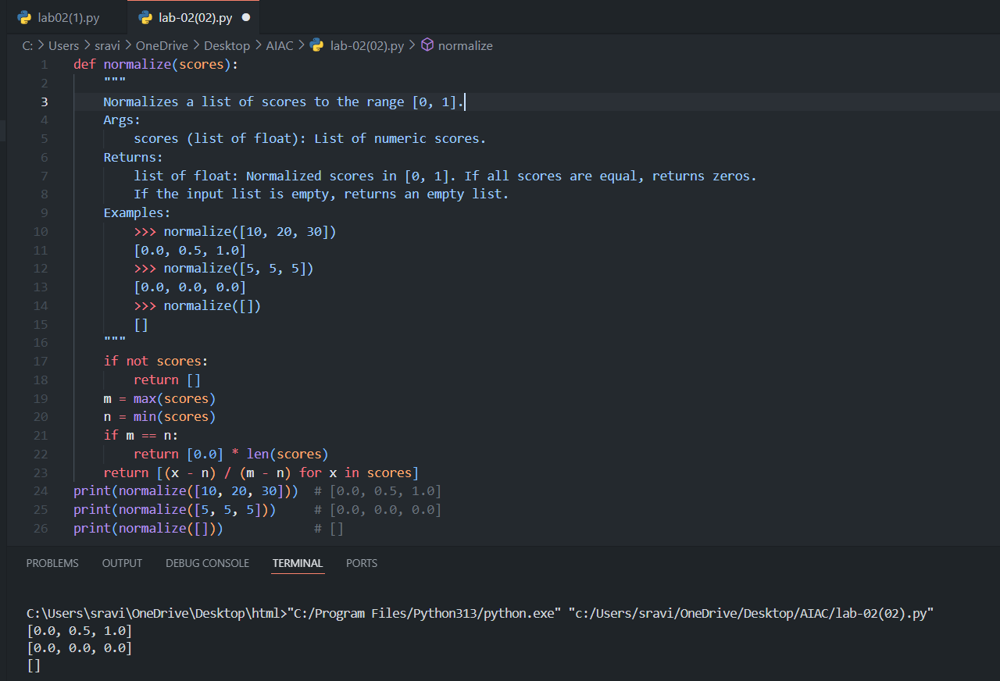 lab02(1).py lab-02(02).py
C: > Users > sravi > OneDrive > Desktop > AIAC > lab-02(02).py > normalize
1 def normalize(scores):
2     """
3     Normalizes a list of scores to the range [0, 1].
4     Args:
5         scores (list of float): List of numeric scores.
6     Returns:
7         list of float: Normalized scores in [0, 1]. If all scores are equal, returns zeros.
8         If the input list is empty, returns an empty list.
9     Examples:
10         >>> normalize([10, 20, 30])
11         [0.0, 0.5, 1.0]
12         >>> normalize([5, 5, 5])
13         [0.0, 0.0, 0.0]
14         >>> normalize([])
15         []
16     """
17     if not scores:
18         return []
19     m = max(scores)
20     n = min(scores)
21     if m == n:
22         return [0.0] * len(scores)
23     return [(x - n) / (m - n) for x in scores]
24 print(normalize([10, 20, 30]))  # [0.0, 0.5, 1.0]
25 print(normalize([5, 5, 5]))     # [0.0, 0.0, 0.0]
26 print(normalize([]))            # []
PROBLEMS OUTPUT DEBUG CONSOLE TERMINAL PORTS
C:\Users\sravi\OneDrive\Desktop\html>"C:/Program Files/Python313/python.exe" "c:/Users/sravi/OneDrive/Desktop/AIAC/lab-02(02).py"
[0.0, 0.5, 1.0]
[0.0, 0.0, 0.0]
[]